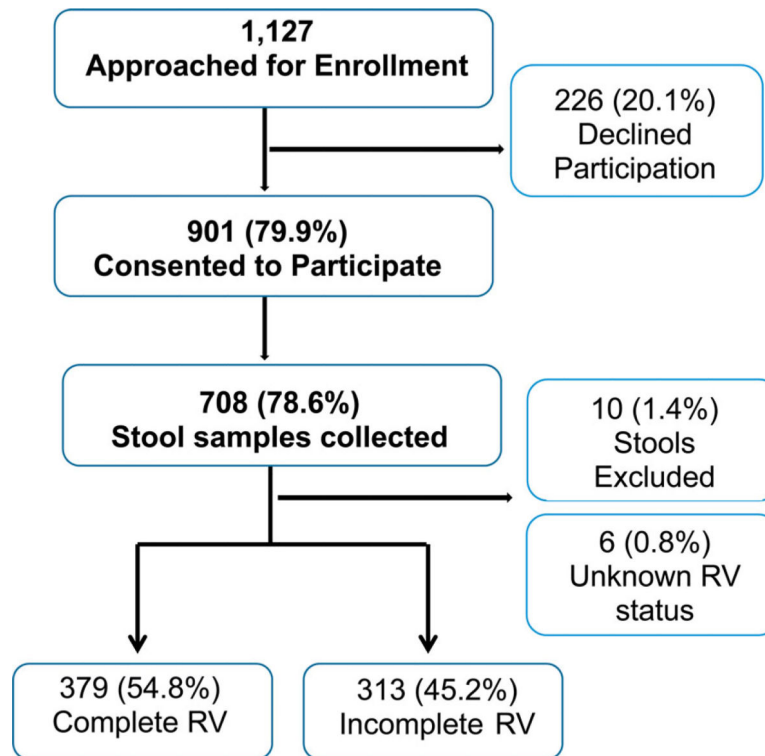 1,127
Approached for Enrollment
226 (20.1%)
Declined
Participation
901 (79.9%)
Consented to Participate
708 (78.6%)
Stool samples collected
10 (1.4%)
Stools
Excluded
6 (0.8%)
Unknown RV
status
379 (54.8%)
Complete RV
313 (45.2%)
Incomplete RV